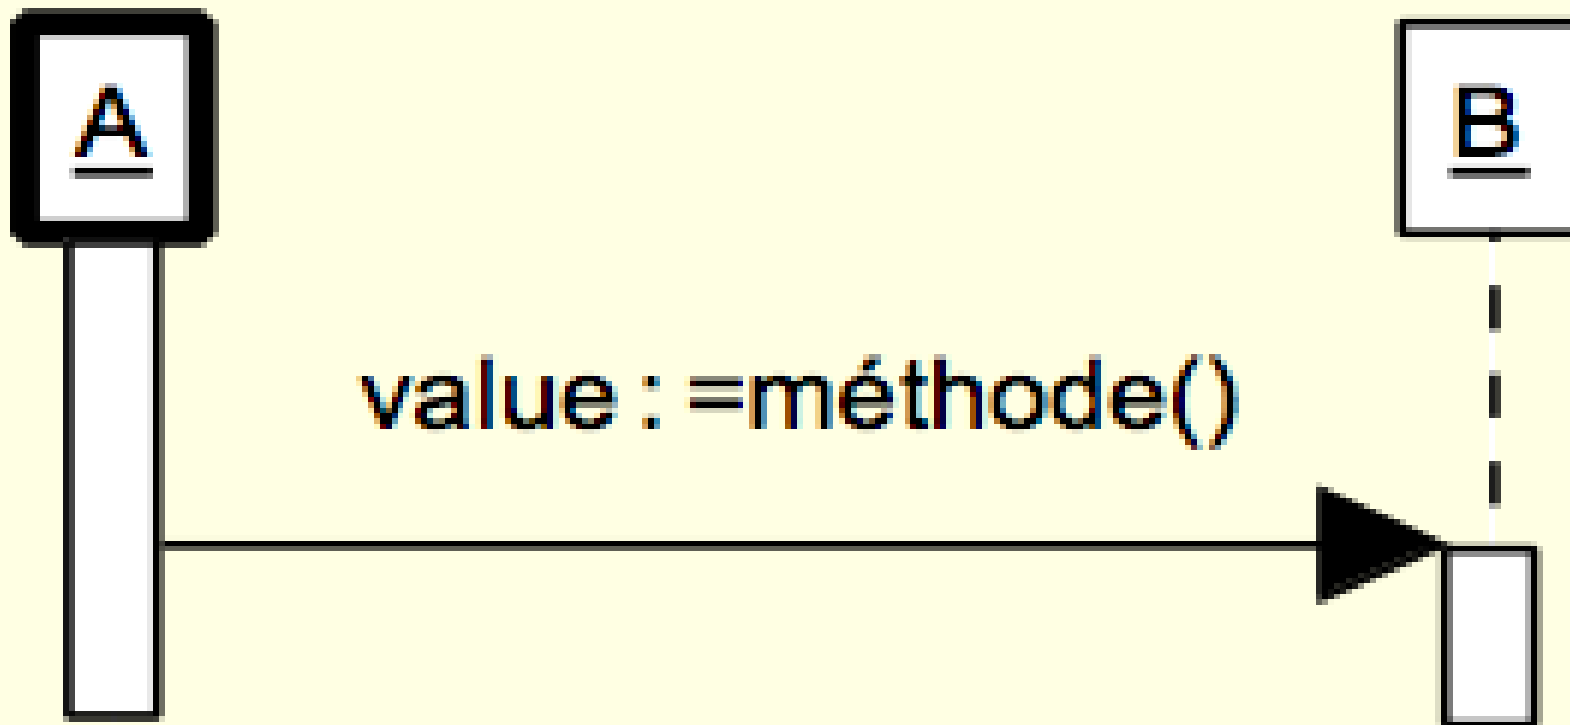 A
B
value : =méthode()